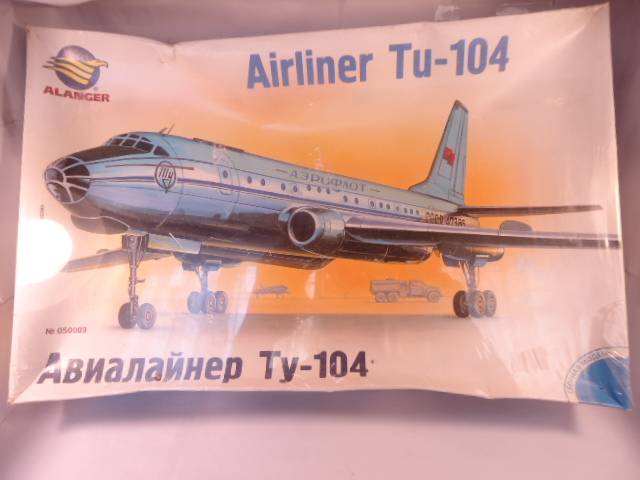 ALANGER
Airliner Tu-104
АЭРОФЛОТ
№ 050003
Авиалайнер Ту-104